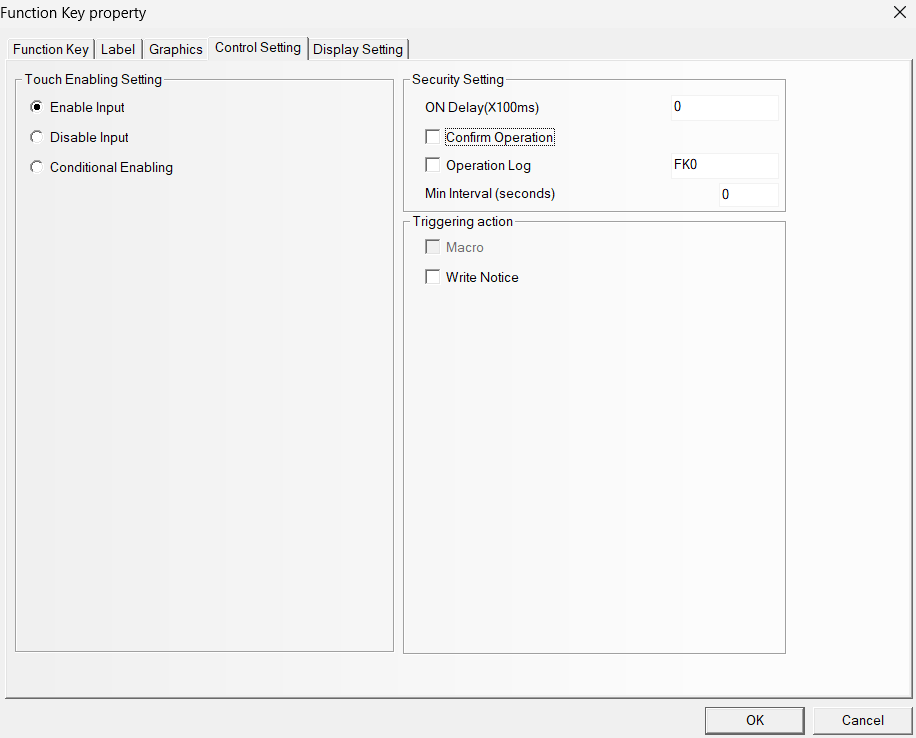 Function Key property
Function Key Label Graphics Control Setting Display Setting
Touch Enabling Setting
Enable Input
Disable Input
Conditional Enabling
Security Setting
ON Delay(X100ms) 0
Confirm Operation
Operation Log FK0
Min Interval (seconds) 0
Triggering action
Macro
Write Notice
OK Cancel